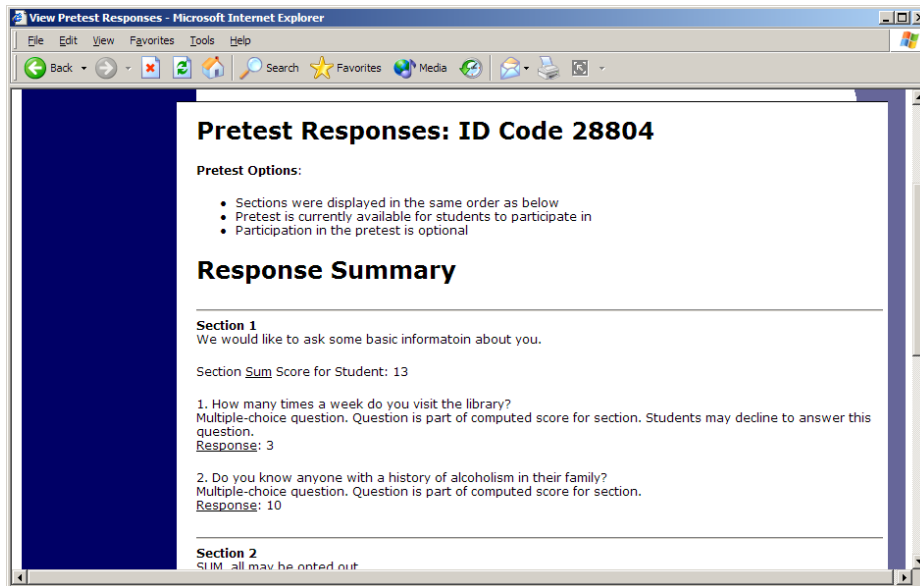 View Pretest Responses - Microsoft Internet Explorer
File Edit View Favorites Tools Help
Back Search Favorites Media
Pretest Responses: ID Code 28804
Pretest Options:
• Sections were displayed in the same order as below
• Pretest is currently available for students to participate in
• Participation in the pretest is optional
Response Summary
Section 1
We would like to ask some basic informatoin about you.
Section Sum Score for Student: 13
1. How many times a week do you visit the library?
Multiple-choice question. Question is part of computed score for section. Students may decline to answer this
question.
Response: 3
2. Do you know anyone with a history of alcoholism in their family?
Multiple-choice question. Question is part of computed score for section.
Response: 10
Section 2
SUM, all may be opted out